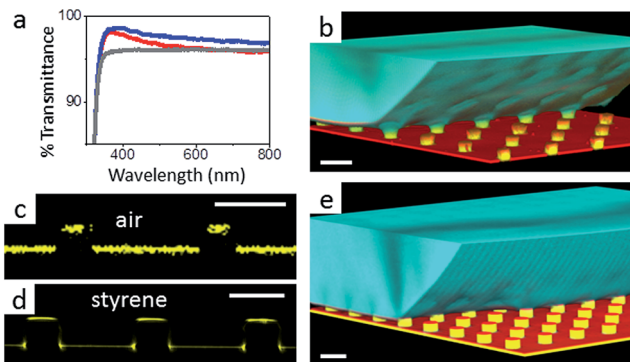 a
100
90
% Transmittance
400
600
800
Wavelength (nm)
b
c
air
d
styrene
e